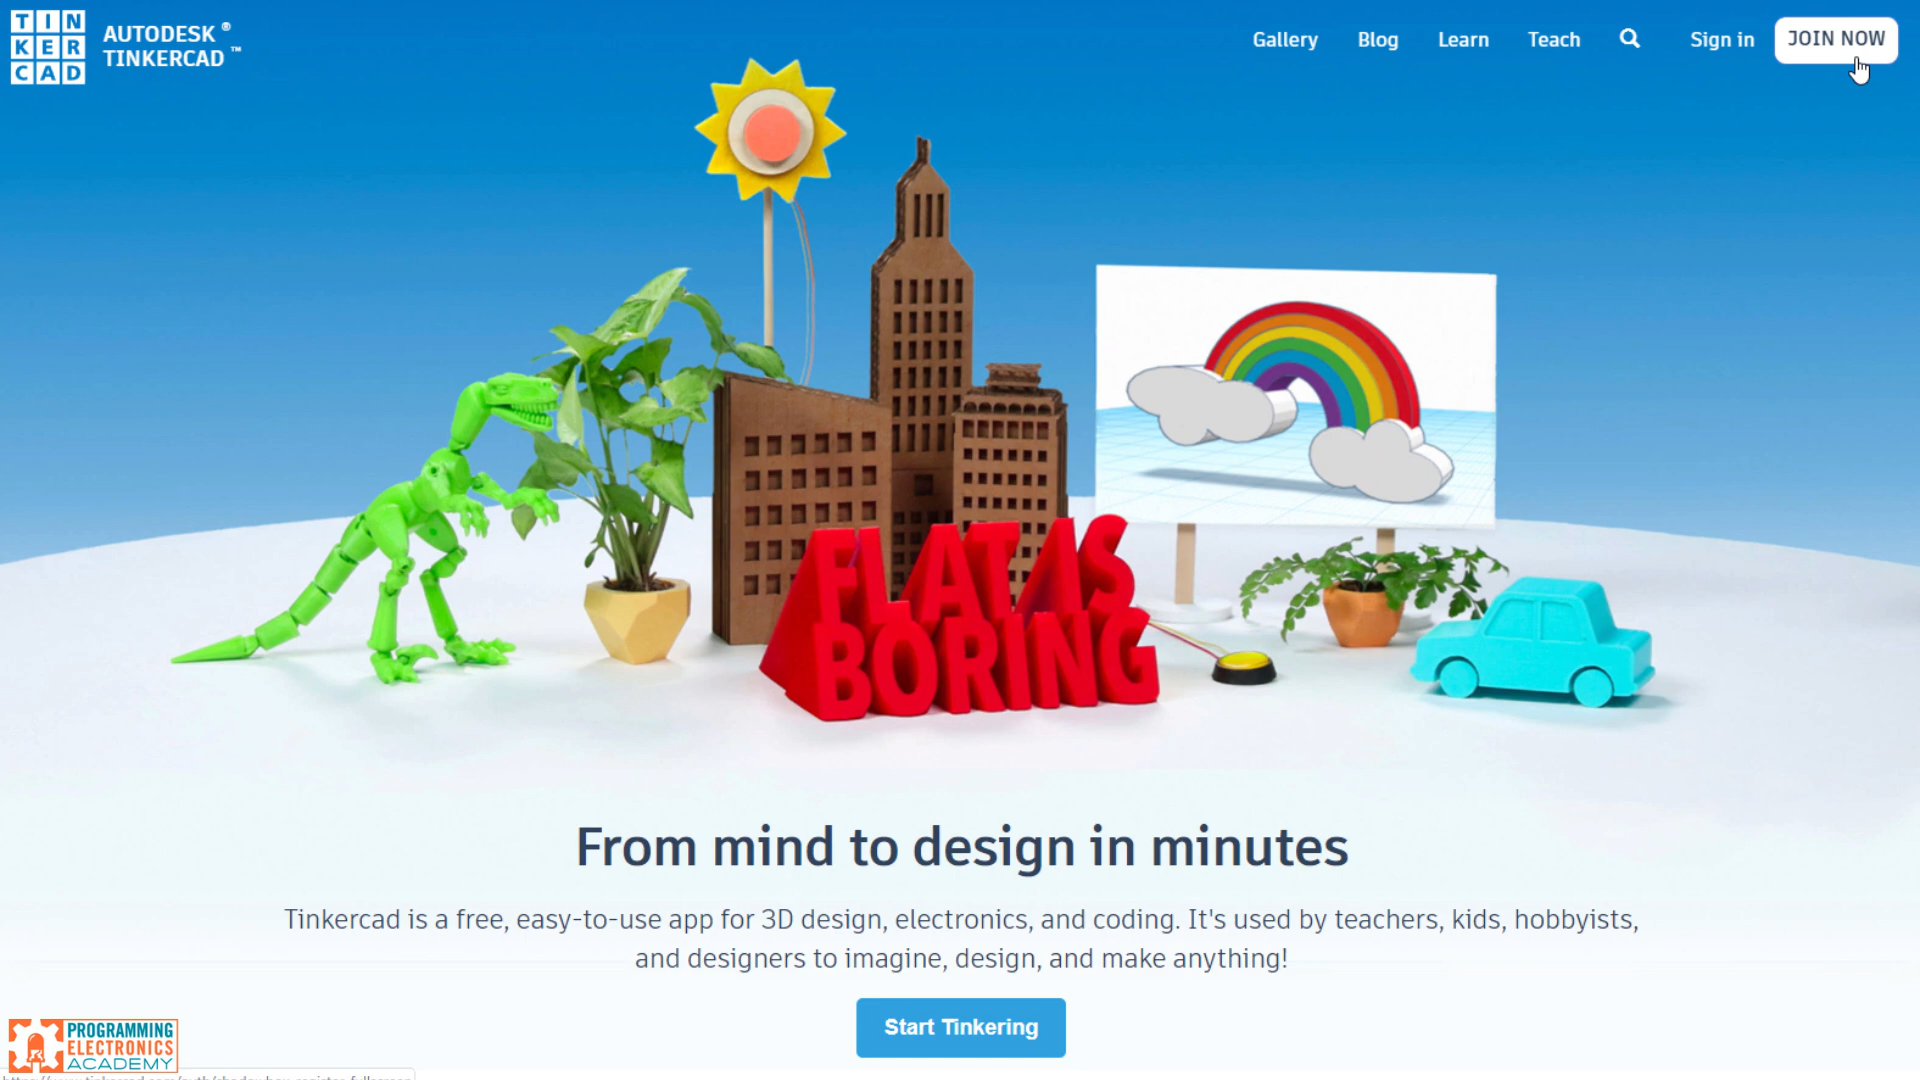 TIN
KER
CAD
AUTODESK®
TINKERCAD™
Gallery
Blog
Learn
Teach
Sign in
JOIN NOW
FLAT IS
BORING
From mind to design in minutes
Tinkercad is a free, easy-to-use app for 3D design, electronics, and coding. It's used by teachers, kids, hobbyists,
and designers to imagine, design, and make anything!
Start Tinkering
PROGRAMMING
ELECTRONICS
ACADEMY